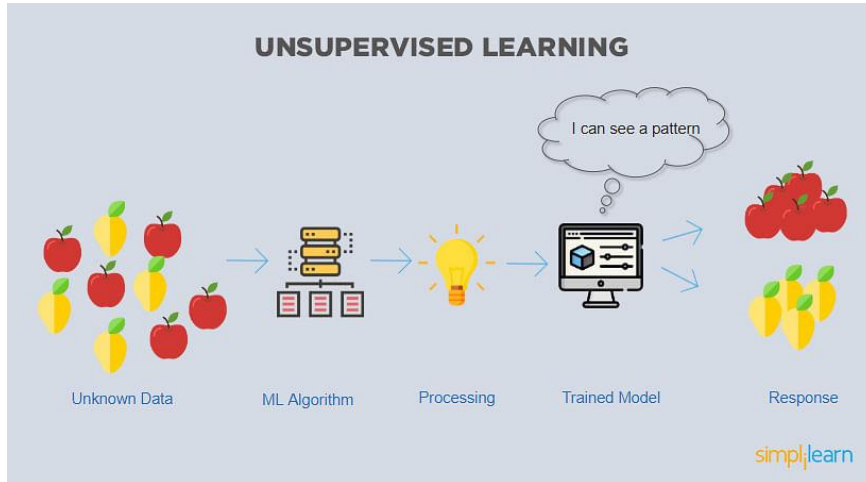 UNSUPERVISED LEARNING
I can see a pattern
Unknown Data
ML Algorithm
Processing
Trained Model
Response
simplilearn